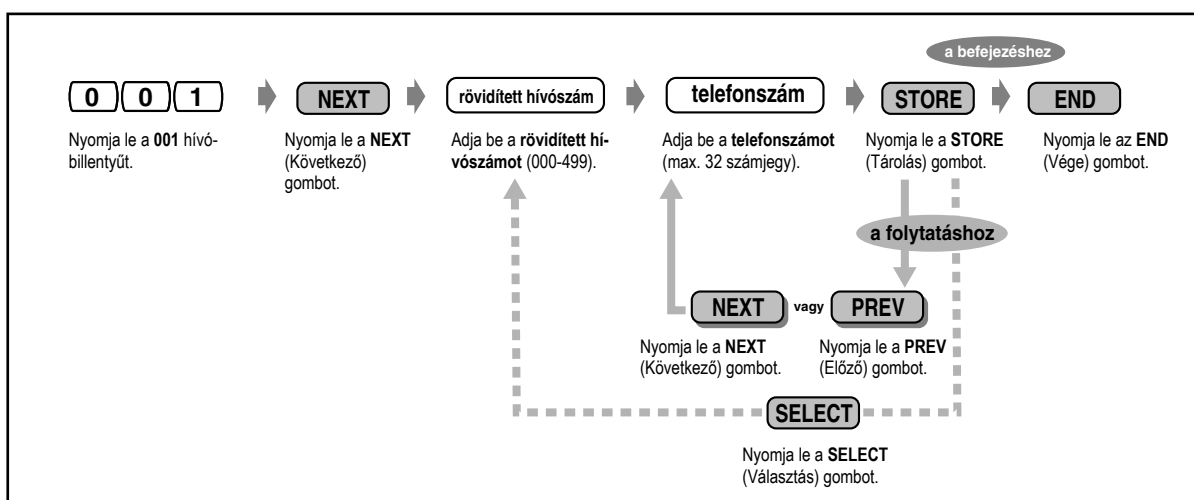 a befejezéshez
0 0 1
NEXT
rövidített hívószám
telefonszám
STORE
END
Nyomja le a 001 hívó-
billentyűt.
Nyomja le a NEXT
(Következő)
gombot.
Adja be a rövidített hí-
vószámot (000-499).
Adja be a telefonszámot
(max. 32 számjegy).
Nyomja le a STORE
(Tárolás) gombot.
Nyomja le az END
(Vége) gombot.
a folytatáshoz
NEXT
vagy
PREV
Nyomja le a NEXT
(Következő) gombot.
Nyomja le a PREV
(Előző) gombot.
SELECT
Nyomja le a SELECT
(Választás) gombot.